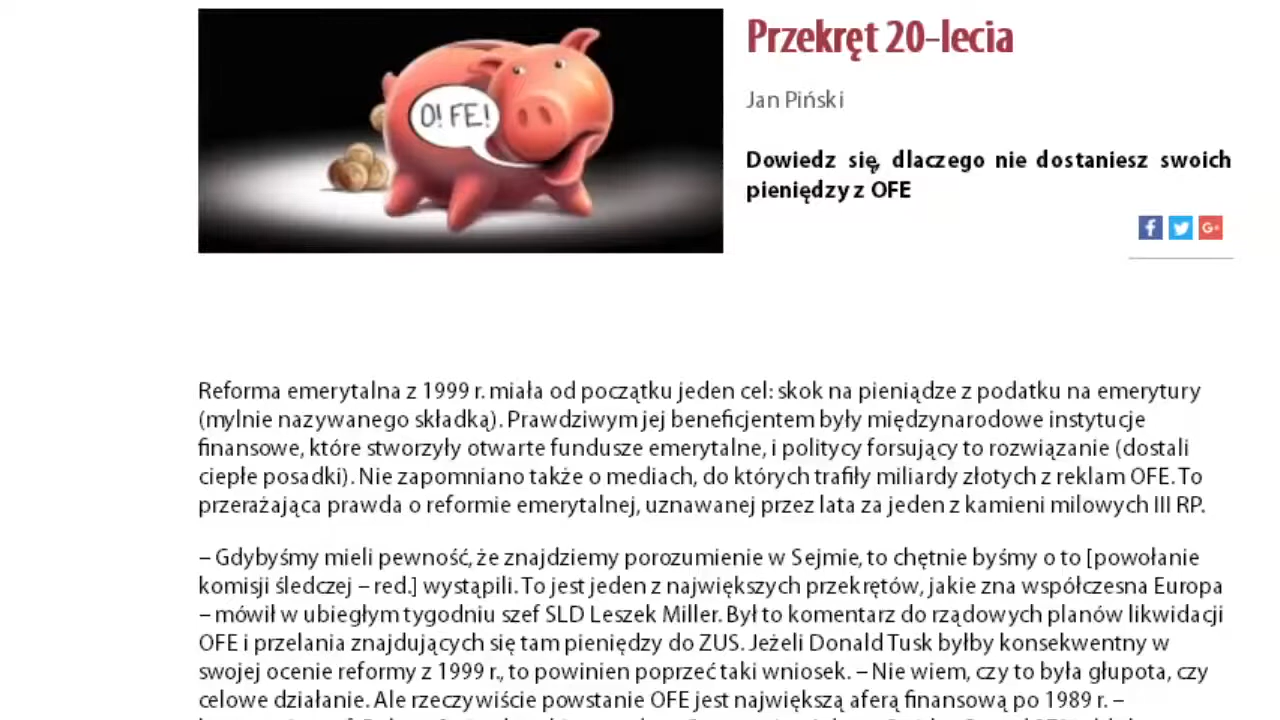 O! FE!
Przekręt 20-lecia
Jan Piński
Dowiedz się, dlaczego nie dostaniesz swoich
pieniędzy z OFE
Reforma emerytalna z 1999 r. miała od początku jeden cel: skok na pieniądze z podatku na emerytury
(mylnie nazywanego składką). Prawdziwym jej beneficjentem były międzynarodowe instytucje
finansowe, które stworzyły otwarte fundusze emerytalne, i politycy forsujący to rozwiązanie (dostali
ciepłe posadki). Nie zapomniano także o mediach, do których trafiły miliardy złotych z reklam OFE. To
przerażająca prawda o reformie emerytalnej, uznawanej przez lata za jeden z kamieni milowych III RP.
– Gdybyśmy mieli pewność, że znajdziemy porozumienie w Sejmie, to chętnie byśmy o to [powołanie
komisji śledczej – red.] wystąpili. To jest jeden z największych przekrętów, jakie zna współczesna Europa
– mówił w ubiegłym tygodniu szef SLD Leszek Miller. Był to komentarz do rządowych planów likwidacji
OFE i przelania znajdujących się tam pieniędzy do ZUS. Jeżeli Donald Tusk byłby konsekwentny w
swojej ocenie reformy z 1999 r., to powinien poprzeć taki wniosek. – Nie wiem, czy to była głupota, czy
celowe działanie. Ale rzeczywiście powstanie OFE jest największą aferą finansową po 1989 r. –